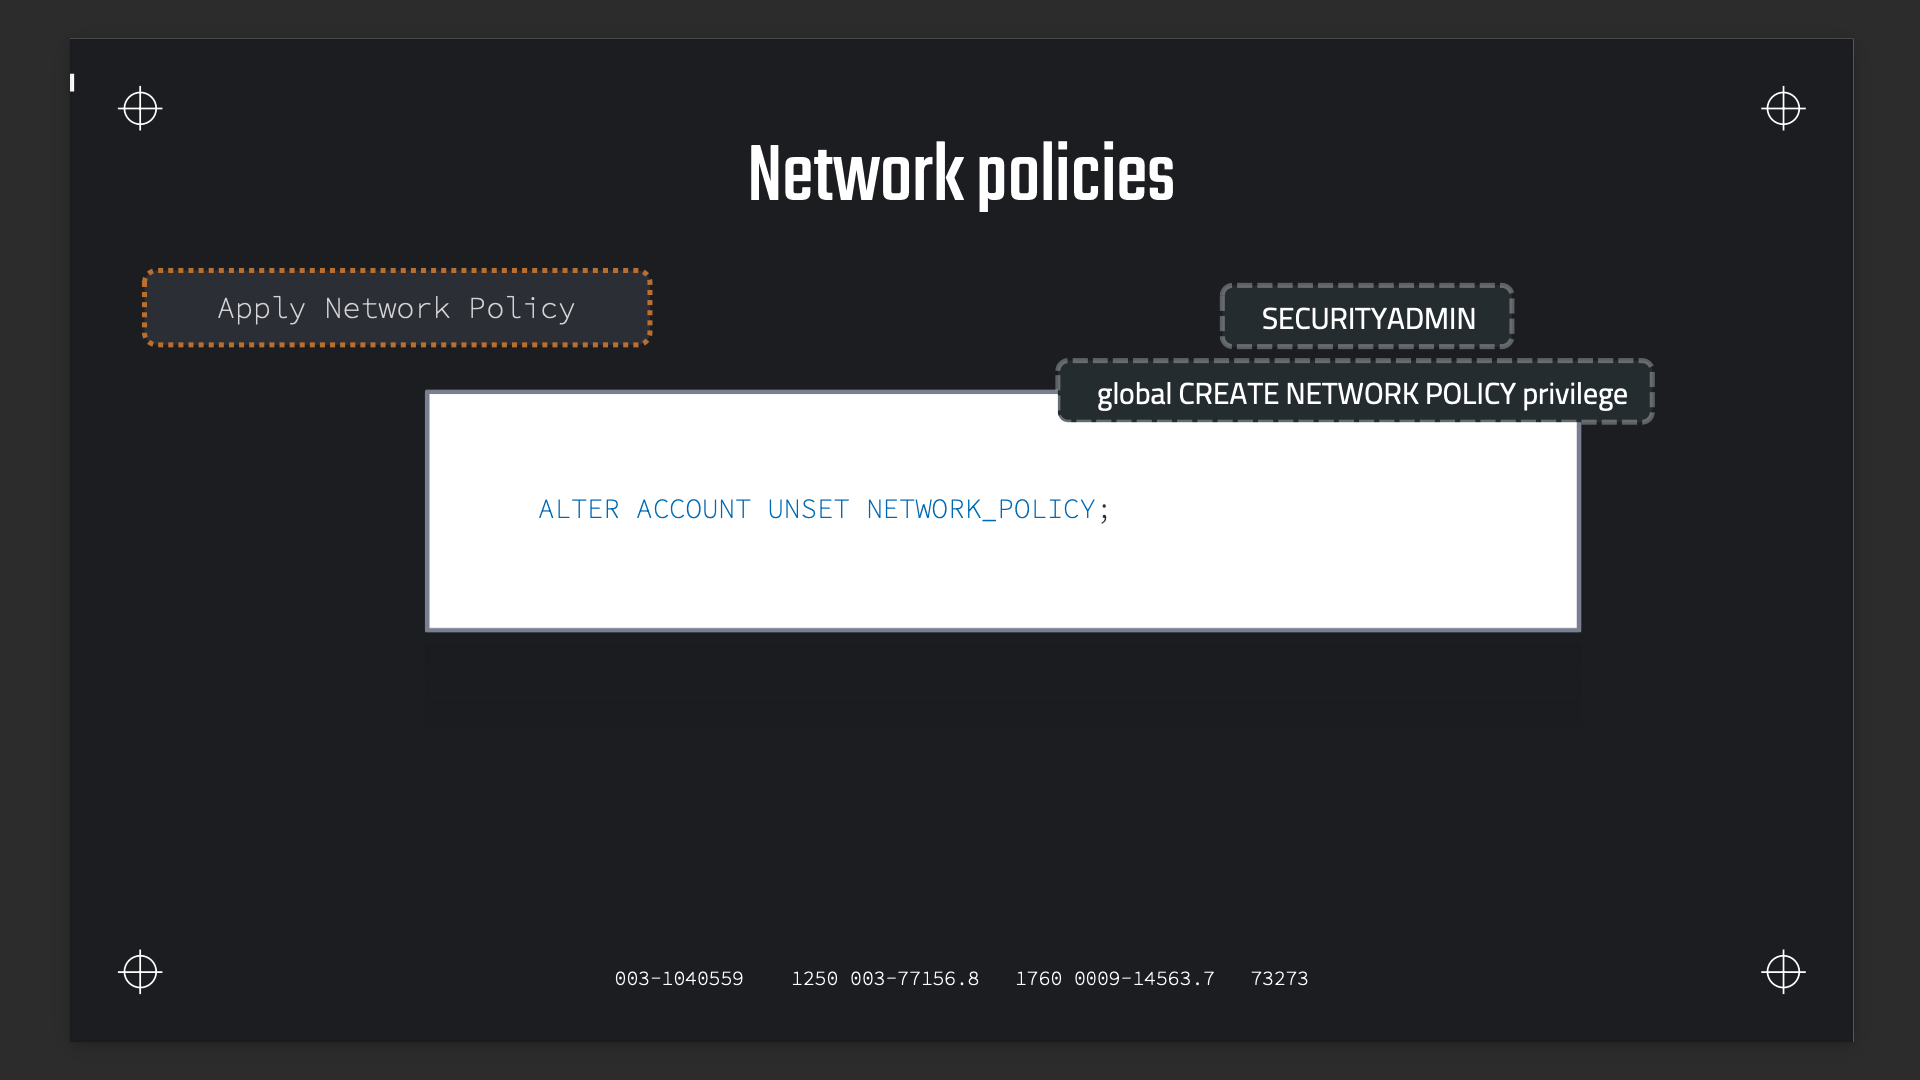 Network policies
Apply Network Policy
SECURITYADMIN
global CREATE NETWORK POLICY privilege
ALTER ACCOUNT UNSET NETWORK_POLICY;
003-1040559 1250 003-77156.8 1760 0009-14563.7 73273